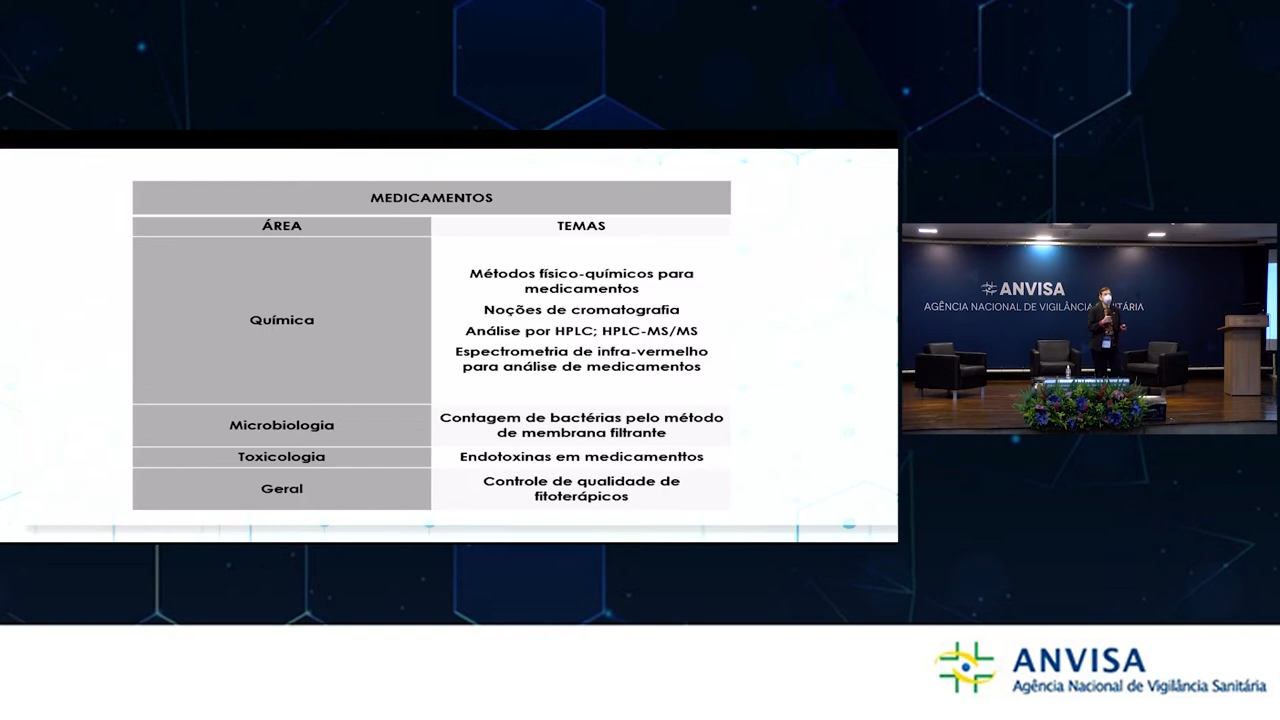 MEDICAMENTOS
ÁREA
TEMAS
Química
Métodos físico-químicos para
medicamentos
Noções de cromatografia
Análise por HPLC; HPLC-MS/MS
Espectrometria de infra-vermelho
para análise de medicamentos
Microbiologia
Contagem de bactérias pelo método
de membrana filtrante
Toxicologia
Endotoxinas em medicamenttos
Geral
Controle de qualidade de
fitoterápicos
ANVISA
AGÊNCIA NACIONAL DE VIGILÂNCIA SANITÁRIA
ANVISA
Agência Nacional de Vigilância Sanitária